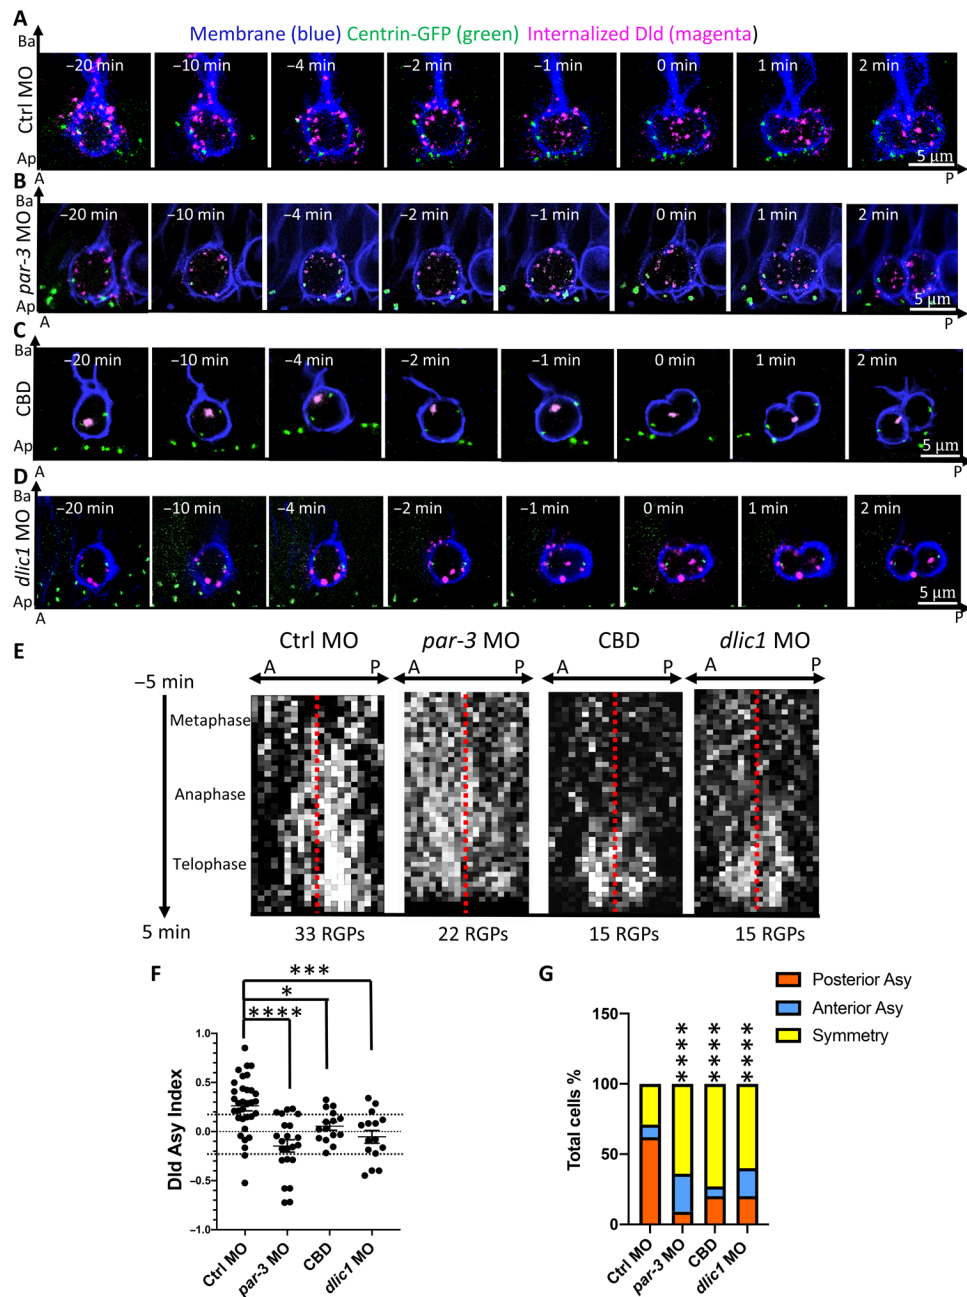 A
Membrane (blue) Centrin-GFP (green) Internalized Dld (magenta)
Ba
Ctrl MO
Ap
−20 min −10 min −4 min −2 min −1 min 0 min 1 min 2 min
5 µm
A P
B
Ba
par-3 MO
Ap
−20 min −10 min −4 min −2 min −1 min 0 min 1 min 2 min
5 µm
A P
C
Ba
CBD
Ap
−20 min −10 min −4 min −2 min −1 min 0 min 1 min 2 min
5 µm
A P
D
Ba
dlic1 MO
Ap
−20 min −10 min −4 min −2 min −1 min 0 min 1 min 2 min
5 µm
A P
E
Ctrl MO par-3 MO CBD dlic1 MO
A P A P A P A P
−5 min
Metaphase
Anaphase
Telophase
5 min
33 RGPs 22 RGPs 15 RGPs 15 RGPs
F
***
*
****
Dld Asy Index
1.0
0.5
0.0
−0.5
−1.0
Ctrl MO par-3 MO CBD dlic1 MO
G
Posterior Asy
Anterior Asy
Symmetry
Total cells %
150
100
50
0
**** **** ****
Ctrl MO par-3 MO CBD dlic1 MO